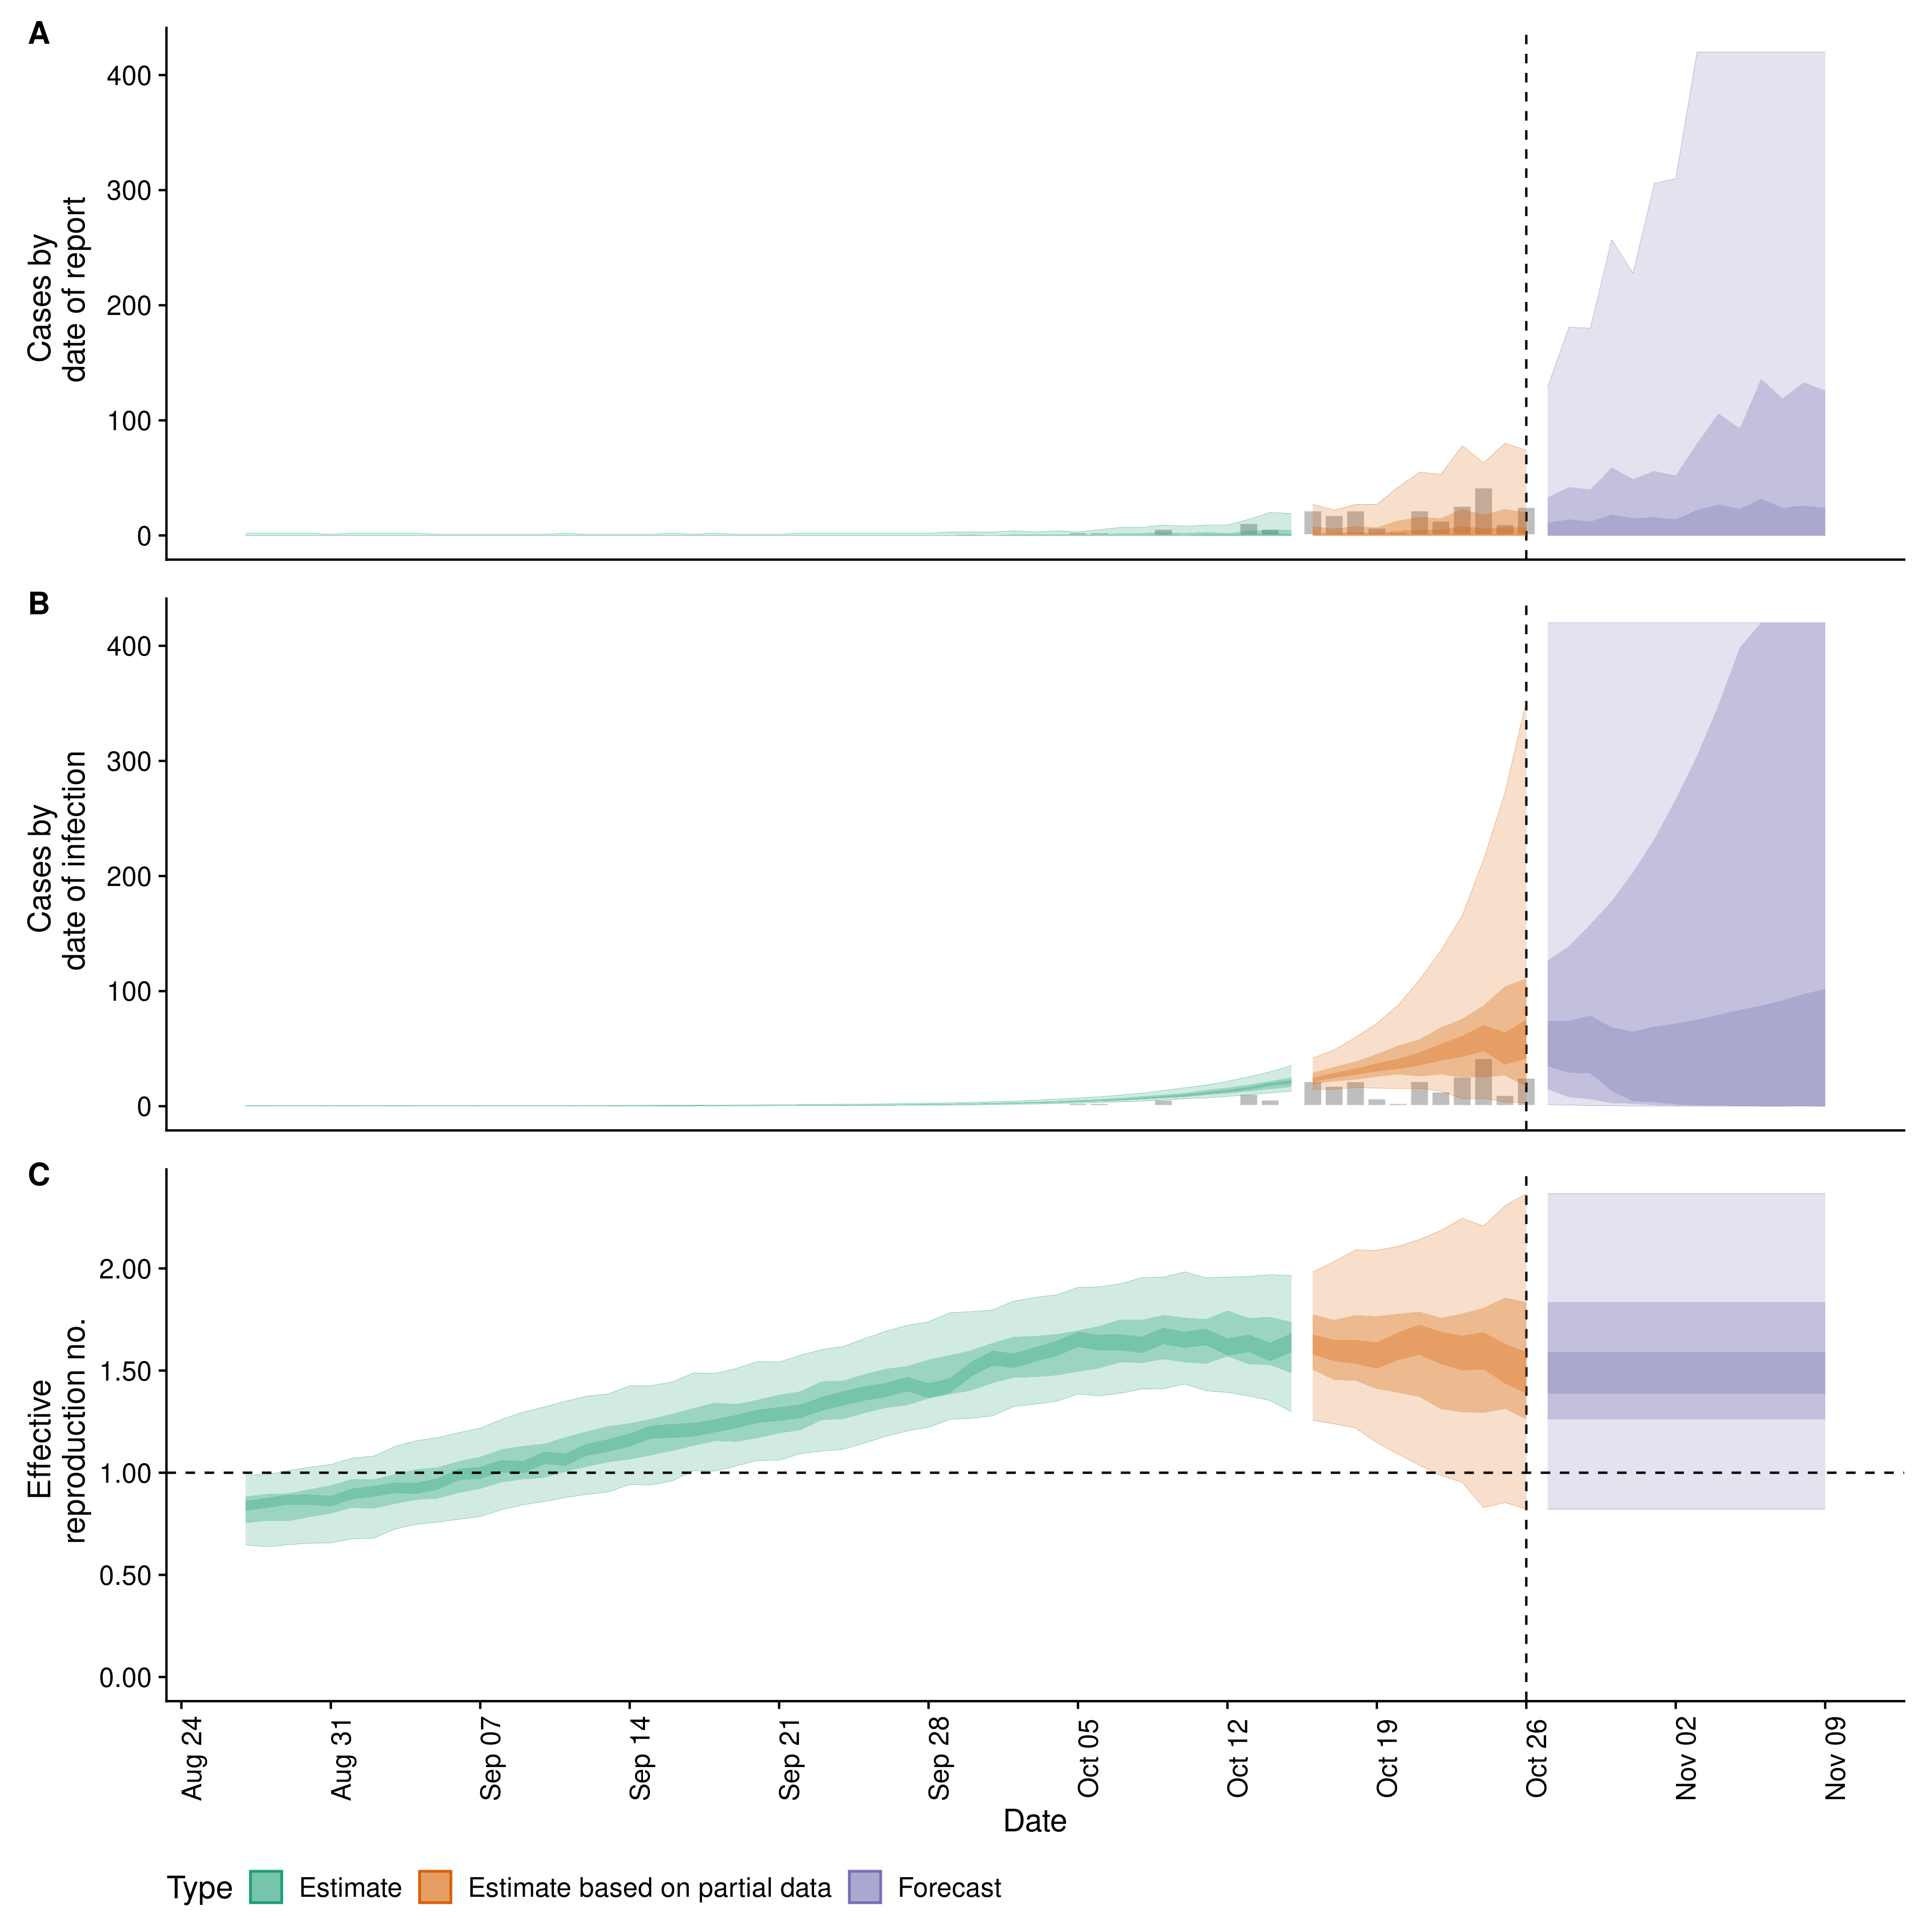 A
400
300
200
100
0
Cases by
date of report
B
400
300
200
100
0
Cases by
date of infection
C
2.00
1.50
1.00
0.50
0.00
Effective
reproduction no.
Aug 24
Aug 31
Sep 07
Sep 14
Sep 21
Sep 28
Oct 05
Oct 12
Oct 19
Oct 26
Nov 02
Nov 09
Date
Type Estimate Estimate based on partial data Forecast